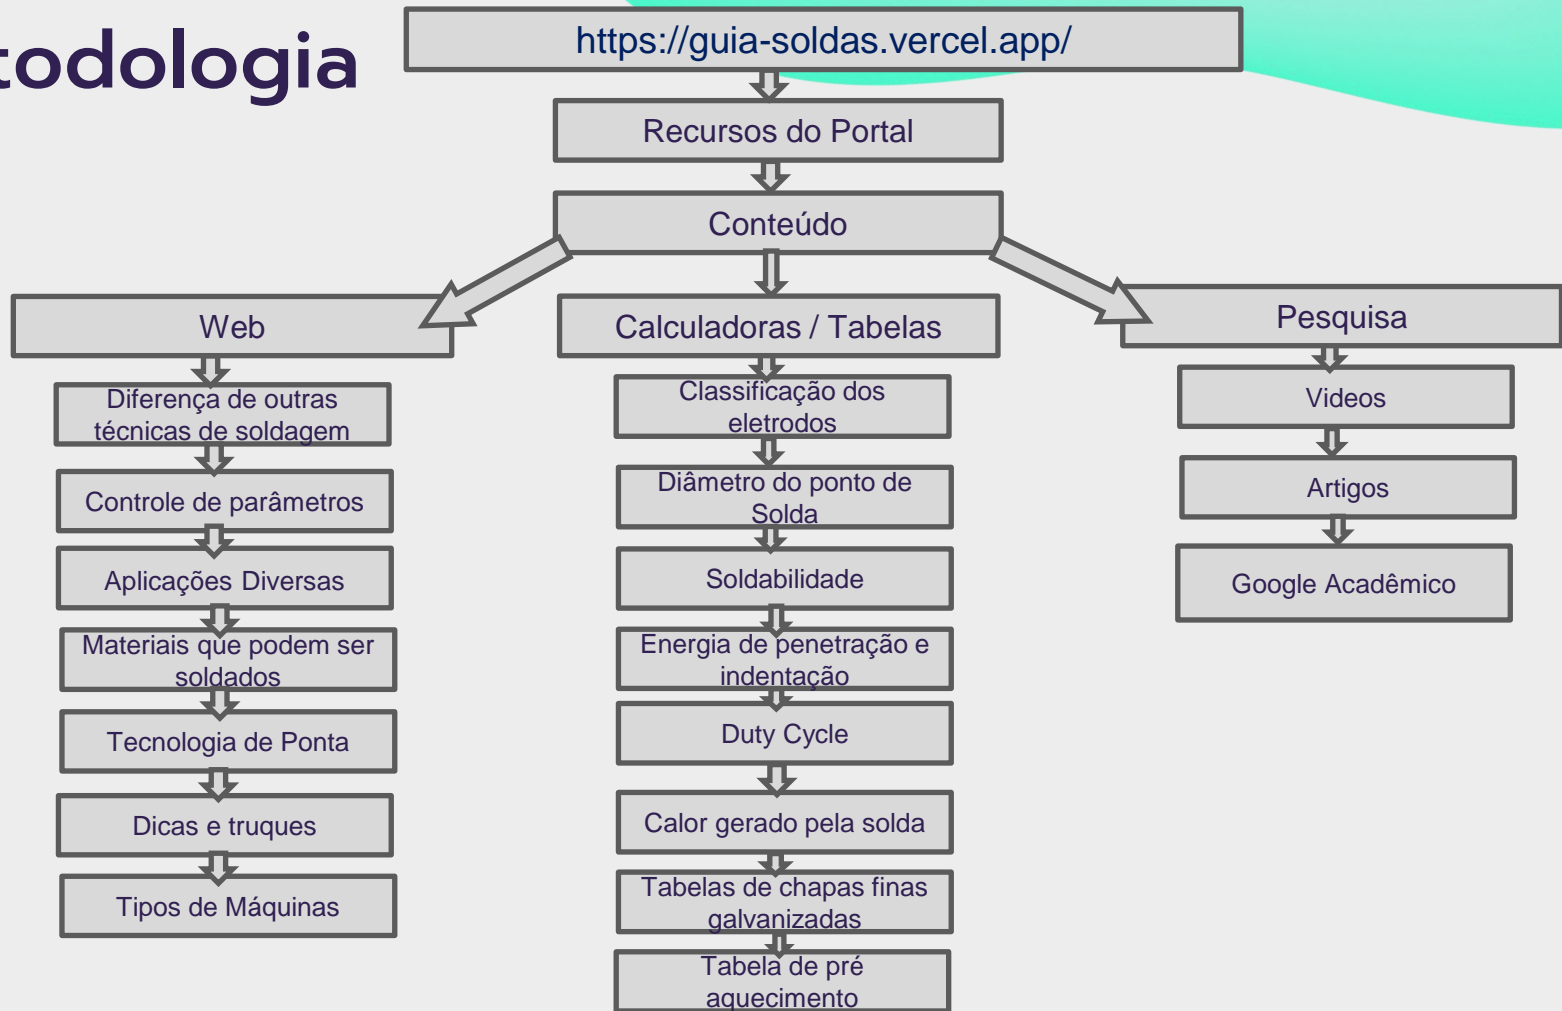 todologia
https://guia-soldas.vercel.app/
Recursos do Portal
Conteúdo
Web
Diferença de outras
técnicas de soldagem
Controle de parâmetros
Aplicações Diversas
Materiais que podem ser
soldados
Tecnologia de Ponta
Dicas e truques
Tipos de Máquinas
Calculadoras / Tabelas
Classificação dos
eletrodos
Diâmetro do ponto de
Solda
Soldabilidade
Energia de penetração e
indentação
Duty Cycle
Calor gerado pela solda
Tabelas de chapas finas
galvanizadas
Tabela de pré
aquecimento
Pesquisa
Videos
Artigos
Google Acadêmico